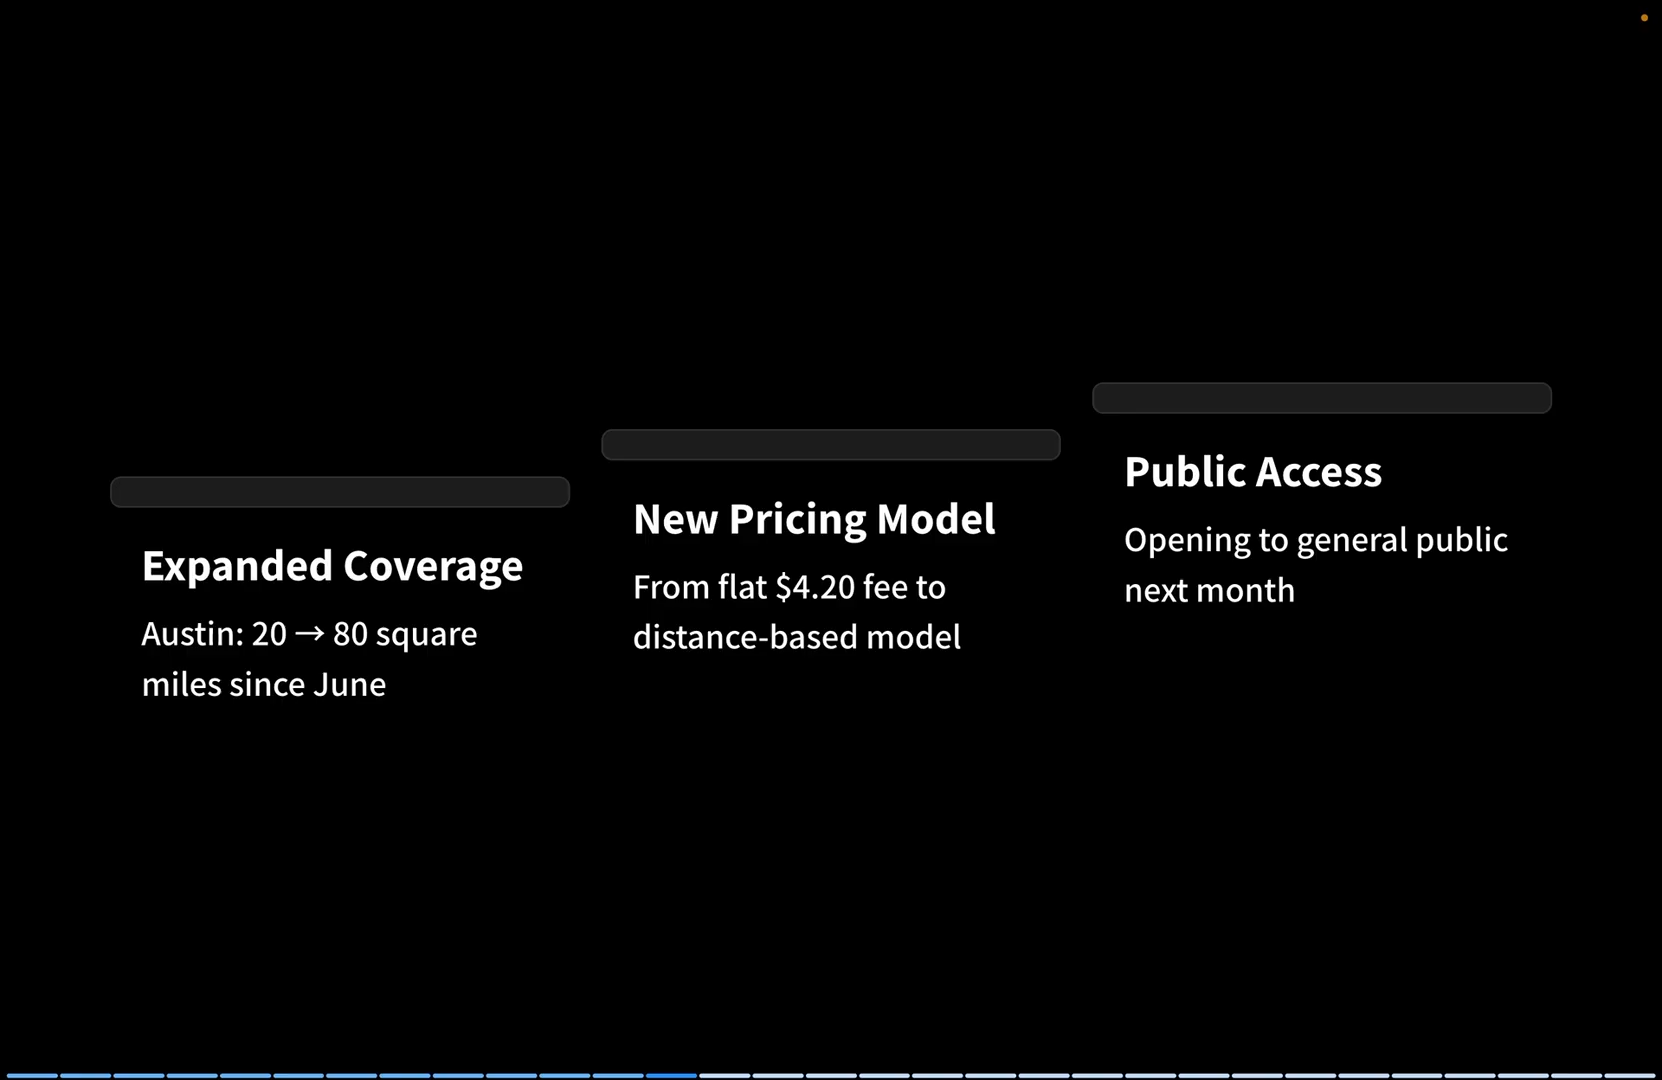 Expanded Coverage
Austin: 20 → 80 square
miles since June
New Pricing Model
From flat $4.20 fee to
distance-based model
Public Access
Opening to general public
next month